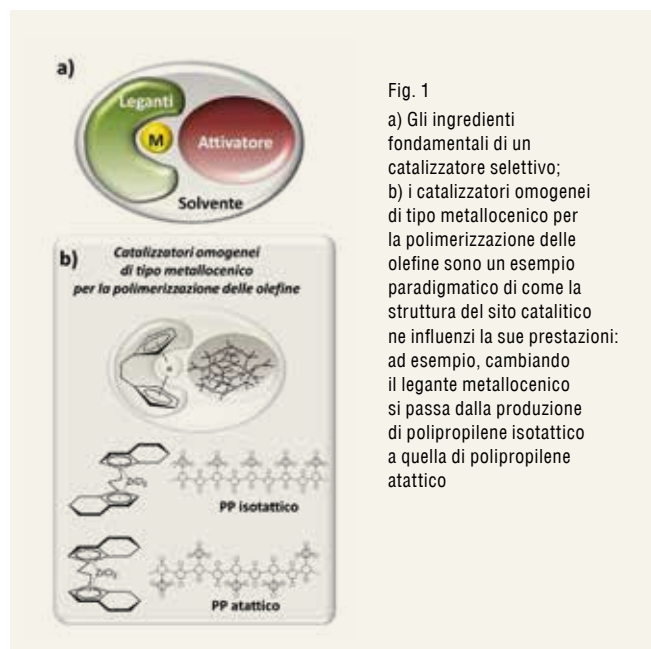 a)
Leganti
M
Attivatore
Solvente
b)
Catalizzatori omogenei
di tipo metallocenico
per la polimerizzazione delle olefine
ZrCl2
PP isotattico
ZrCl2
PP atattico
Fig. 1
a) Gli ingredienti
fondamentali di un
catalizzatore selettivo;
b) i catalizzatori omogenei
di tipo metallocenico per
la polimerizzazione delle
olefine sono un esempio
paradigmatico di come la
struttura del sito catalitico
ne influenzi la sue prestazioni:
ad esempio, cambiando
il legante metallocenico
si passa dalla produzione
di polipropilene isotattico
a quella di polipropilene
atattico